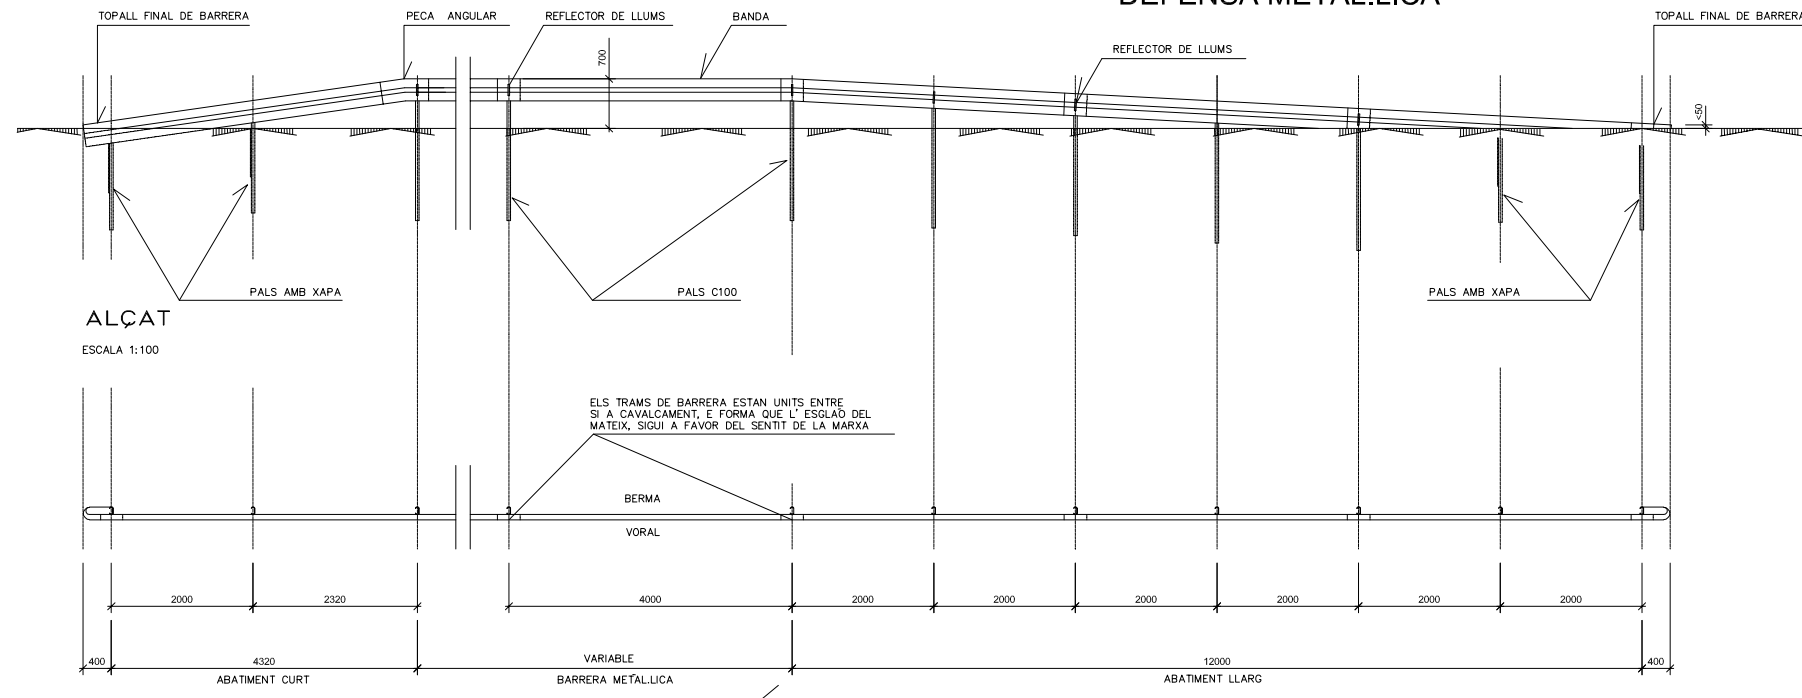 DEFENSA METAL.LICA
TOPALL FINAL DE BARRERA
PECA ANGULAR
REFLECTOR DE LLUMS
BANDA
TOPALL FINAL DE BARRERA
REFLECTOR DE LLUMS
700
<50
PALS AMB XAPA
PALS C100
PALS AMB XAPA
ALÇAT
ESCALA 1:100
ELS TRAMS DE BARRERA ESTAN UNITS ENTRE
SI A CAVALCAMENT, E FORMA QUE L' ESGLAÓ DEL
MATEIX, SIGUI A FAVOR DEL SENTIT DE LA MARXA
BERMA
VORAL
2000
2320
4000
2000
2000
2000
2000
2000
2000
400
4320
VARIABLE
12000
400
ABATIMENT CURT
BARRERA METAL.LICA
ABATIMENT LLARG